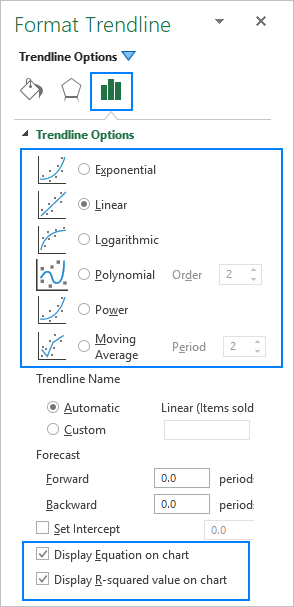 Format Trendline
Trendline Options
Trendline Options
Exponential
Linear
Logarithmic
Polynomial Order 2
Power
Moving Average Period 2
Trendline Name
Automatic Linear (Items sold
Custom
Forecast
Forward 0.0 period
Backward 0.0 period
Set Intercept 0.0
Display Equation on chart
Display R-squared value on chart